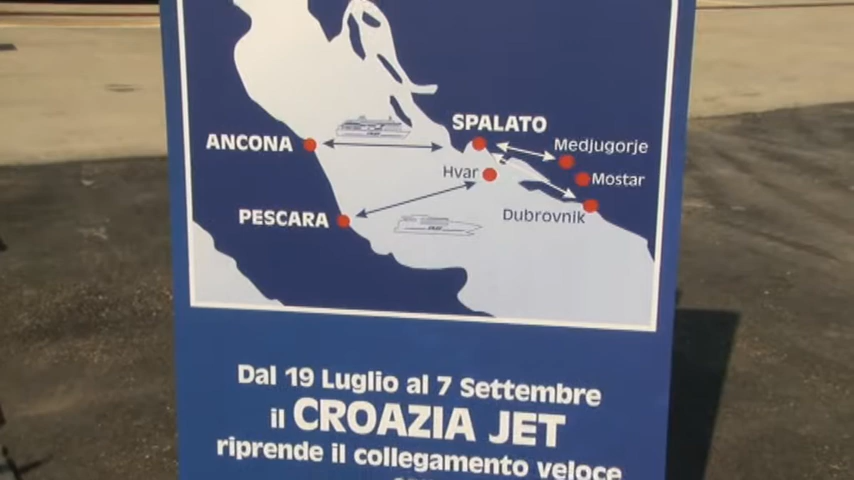 SPALATO
Medjugorje
ANCONA
Hvar
Mostar
PESCARA
Dubrovnik
Dal 19 Luglio al 7 Settembre
il CROAZIA JET
riprende il collegamento veloce